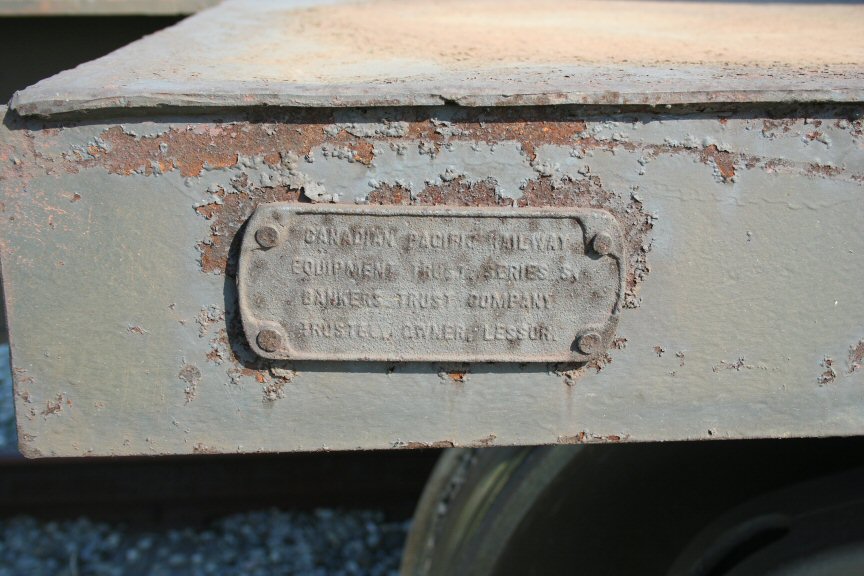 CANADIAN PACIFIC RAILWAY
EQUIPMENT TRUST, SERIES S,
BANKERS TRUST COMPANY
TRUSTEE, OWNER, LESSOR.